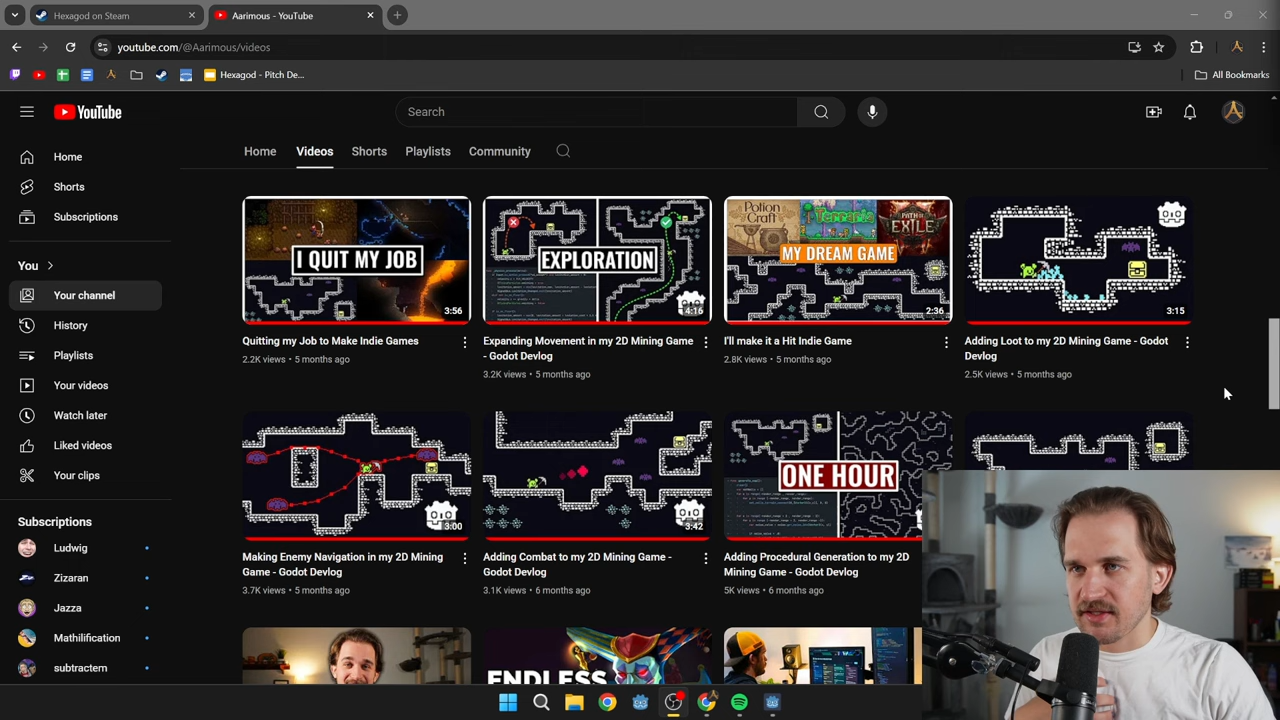 Hexagod on Steam
Aarimous - YouTube
youtube.com/@Aarimous/videos
Hexagod - Pitch De...
All Bookmarks
YouTube
Search
Home
Videos
Shorts
Playlists
Community
Home
Shorts
Subscriptions
You
Your channel
History
Playlists
Your videos
Watch later
Liked videos
Your clips
Subscriptions
Ludwig
Zizaran
Jazza
Mathilification
subtractem
I QUIT MY JOB
3:56
Quitting my Job to Make Indie Games
2.2K views • 5 months ago
EXPLORATION
4:16
Expanding Movement in my 2D Mining
Game - Godot Devlog
3.2K views • 5 months ago
POTION CRAFT
Terraria
PATH OF EXILE
MY DREAM GAME
2:36
I'll make it a Hit Indie Game
2.8K views • 5 months ago
3:15
Adding Loot to my 2D Mining Game - Godot
Devlog
2.5K views • 5 months ago
3:00
Making Enemy Navigation in my 2D Mining
Game - Godot Devlog
3.7K views • 5 months ago
3:42
Adding Combat to my 2D Mining Game -
Godot Devlog
3.1K views • 6 months ago
ONE HOUR
Adding Procedural Generation to my 2D
Mining Game - Godot Devlog
5K views • 6 months ago
ENDLESS